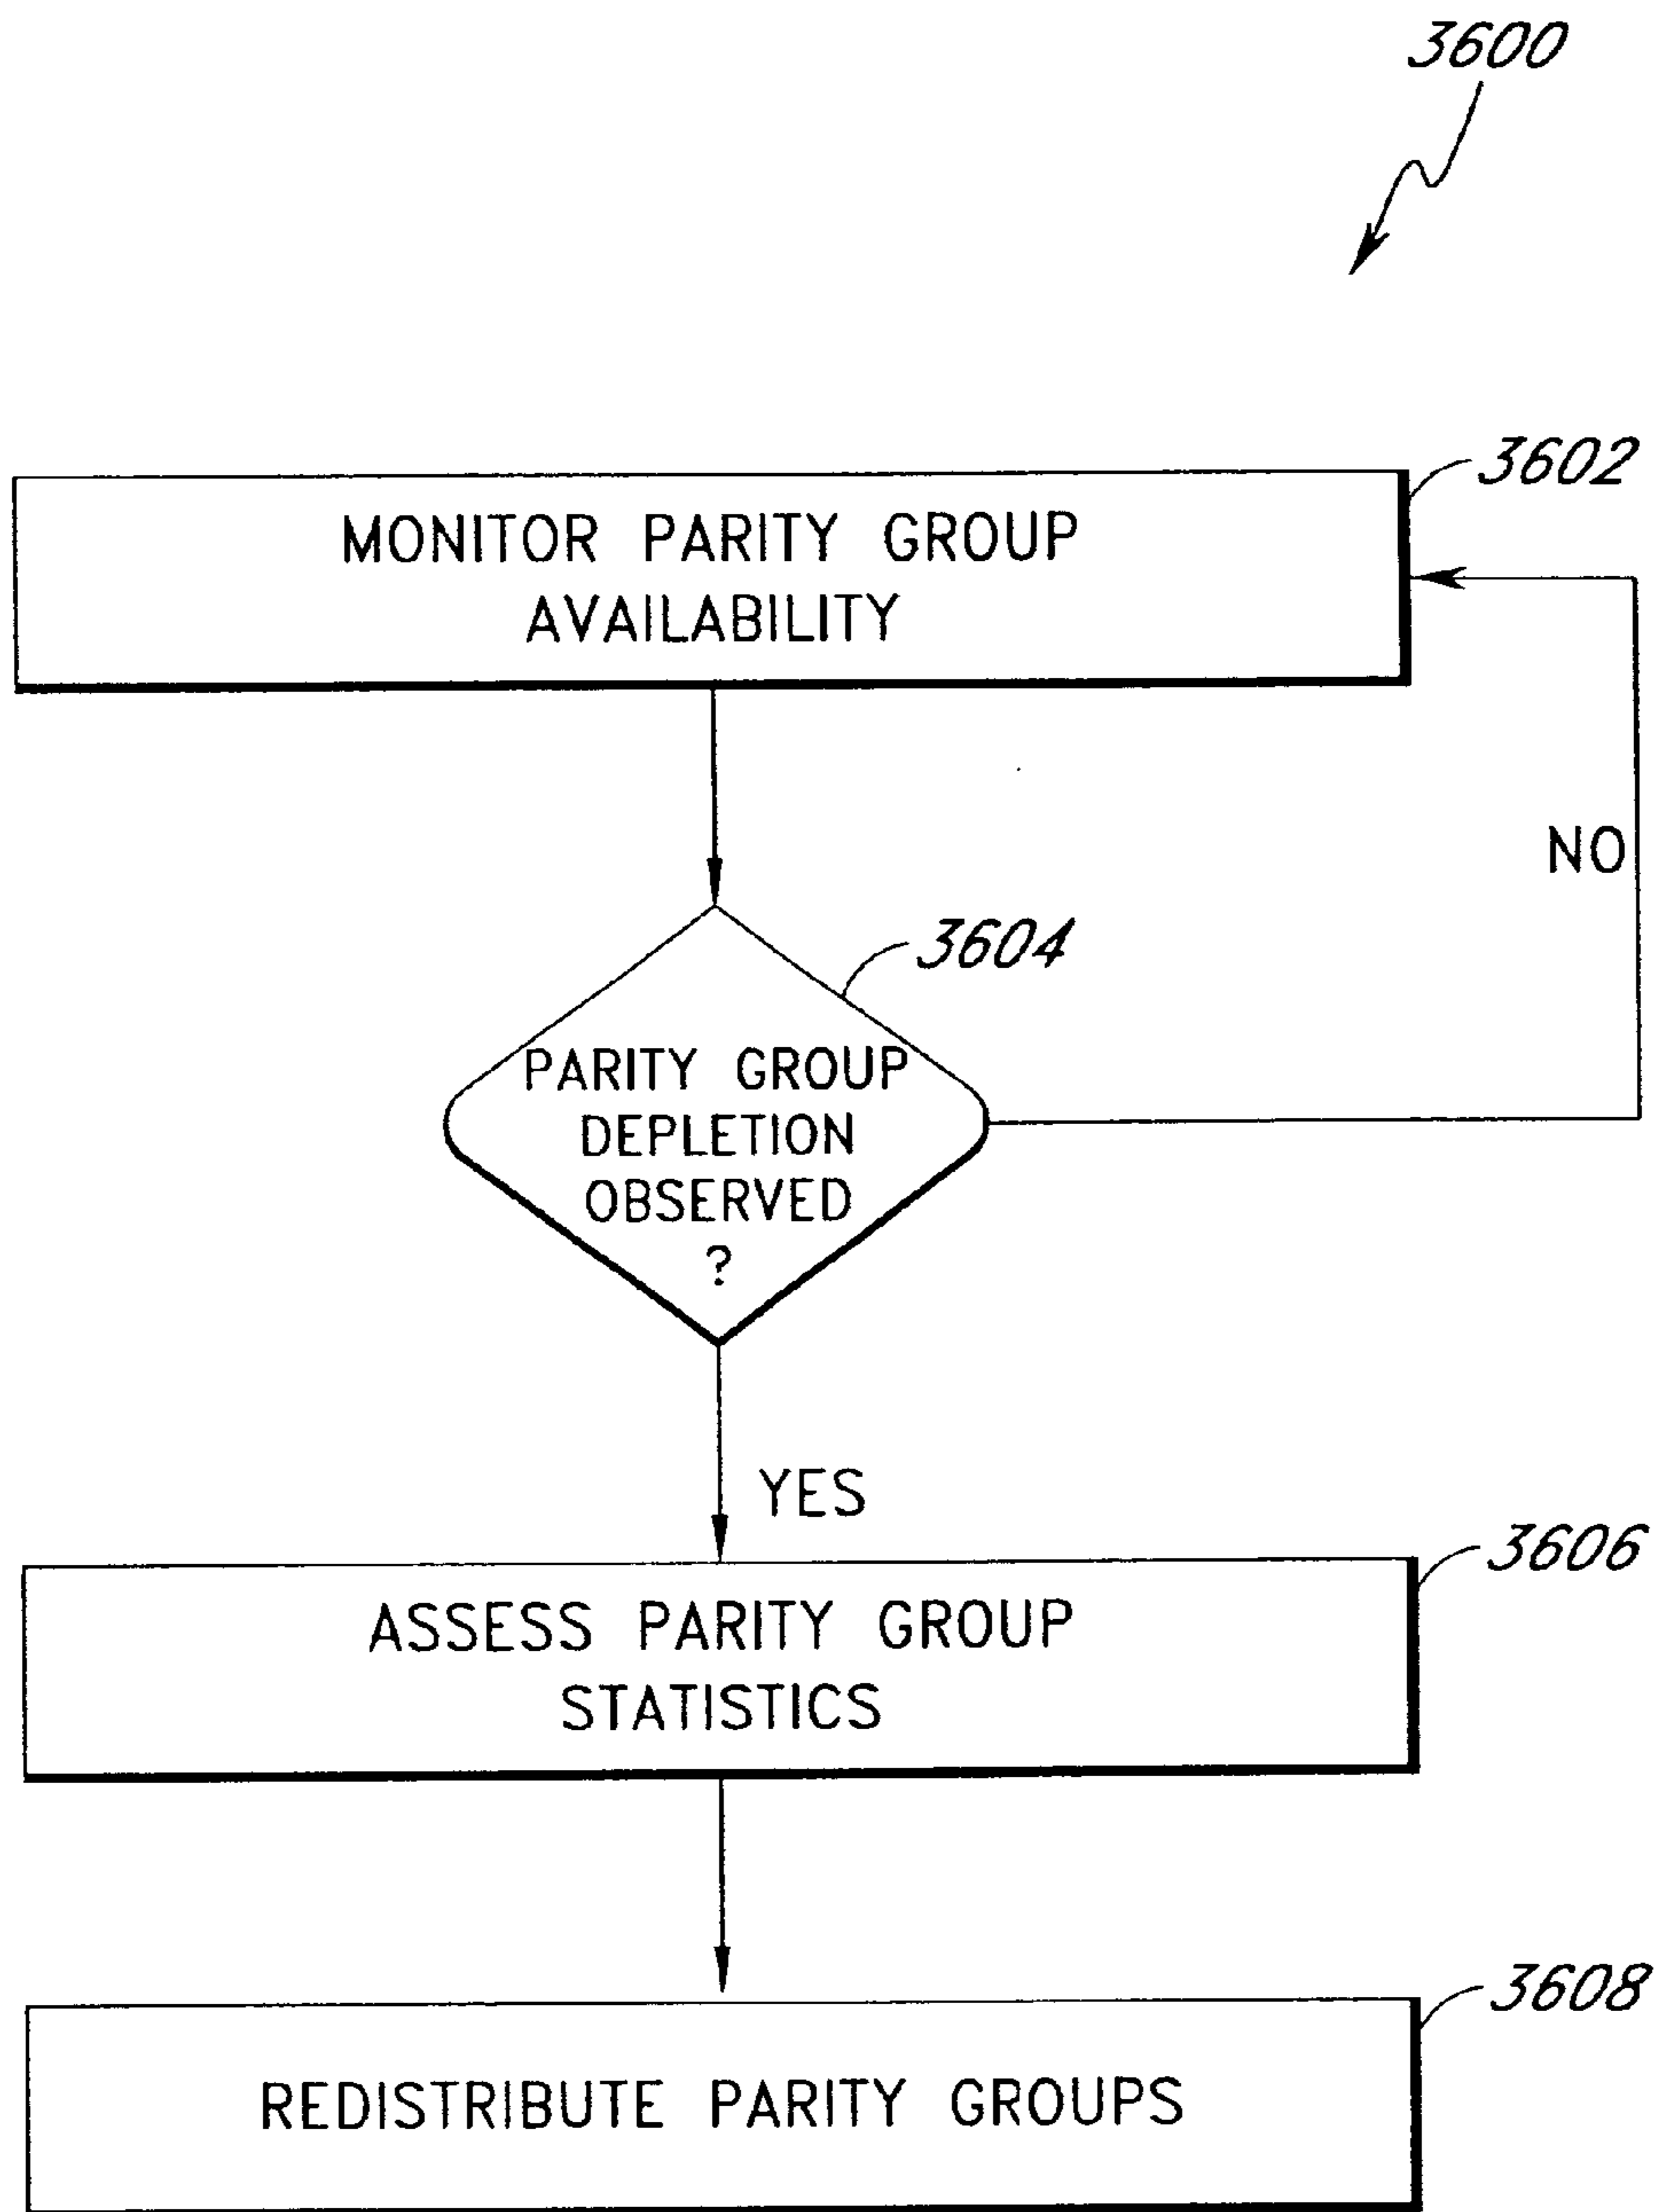 3600
3602
MONITOR PARITY GROUP
AVAILABILITY
NO
3604
PARITY GROUP
DEPLETION
OBSERVED
?
YES
3606
ASSESS PARITY GROUP
STATISTICS
3608
REDISTRIBUTE PARITY GROUPS